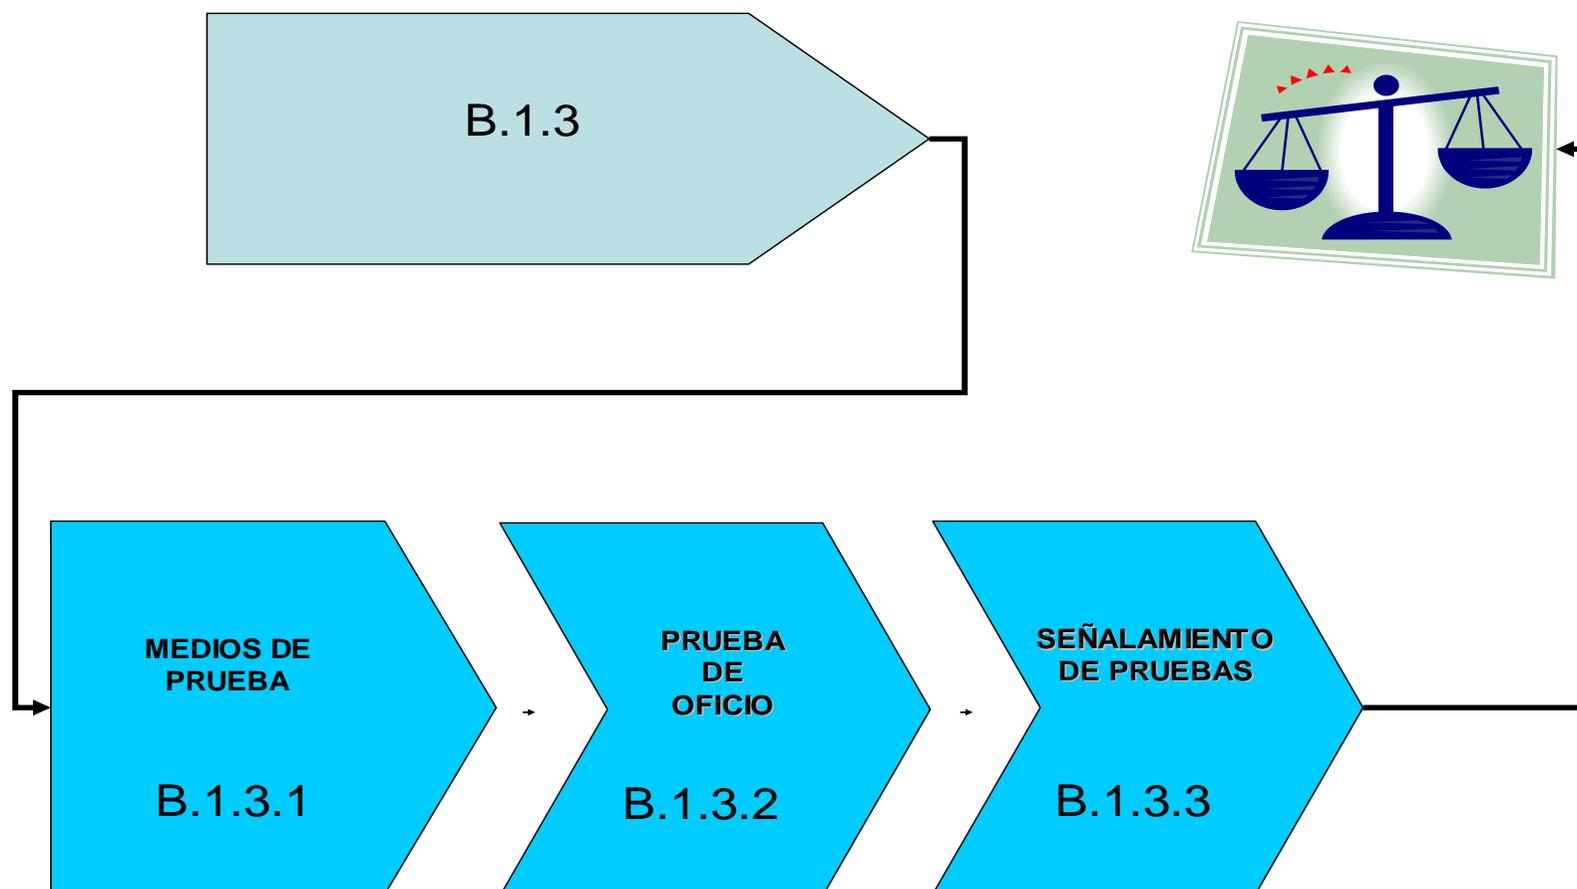 B.1.3
MEDIOS DE
PRUEBA
B.1.3.1
PRUEBA
DE
OFICIO
B.1.3.2
SEÑALAMIENTO
DE PRUEBAS
B.1.3.3